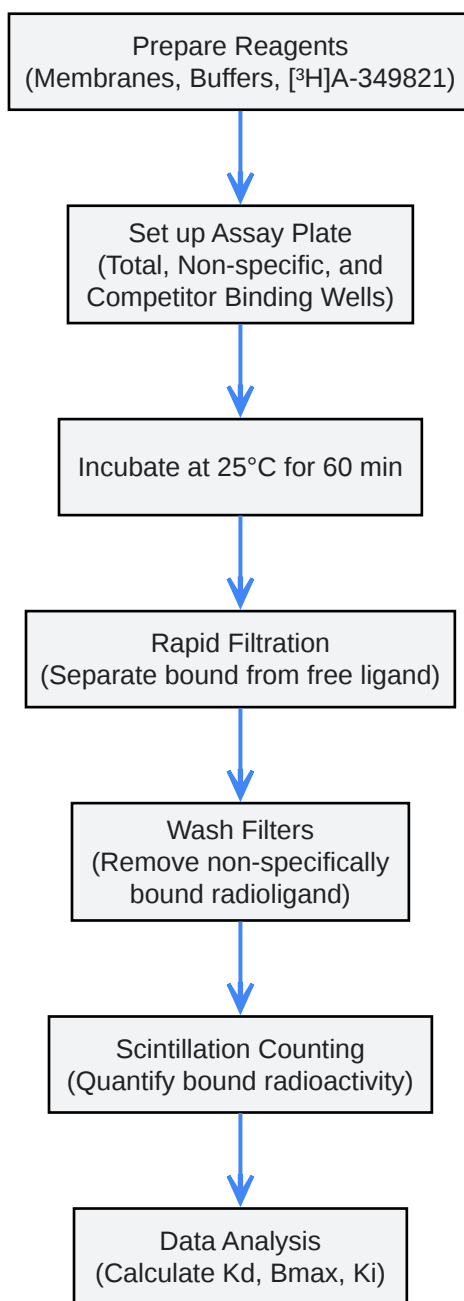 Prepare Reagents
(Membranes, Buffers, [³H]A-349821)
Set up Assay Plate
(Total, Non-specific, and
Competitor Binding Wells)
Incubate at 25°C for 60 min
Rapid Filtration
(Separate bound from free ligand)
Wash Filters
(Remove non-specifically
bound radioligand)
Scintillation Counting
(Quantify bound radioactivity)
Data Analysis
(Calculate Kd, Bmax, Ki)